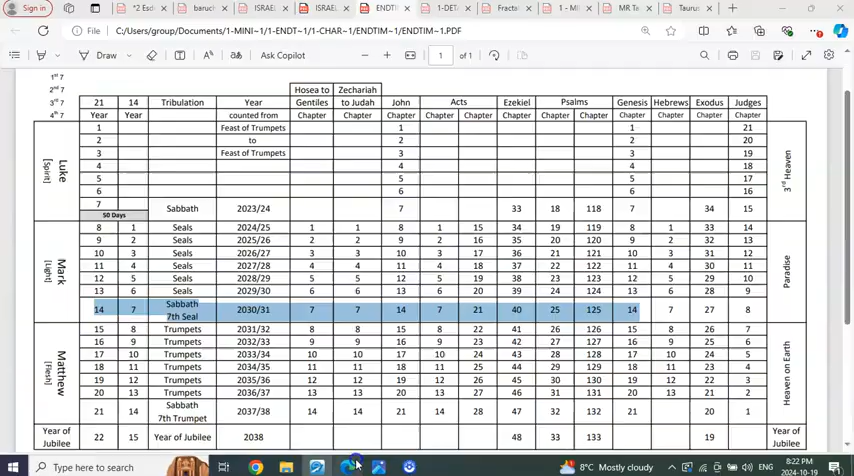 Sign in
*2 Esd
baruch
ISRAEL
ISRAEL
ENDTIM
1-DETA
Fractal
1 - MI
MR Te
Taurus
File C:/Users/group/Documents/1-MINI~1/1-ENDT~1/1-CHAR~1/ENDTIM~1.PDF
Ask Copilot 1 of 1
1st 7
2nd 7 Hosea to Zechariah
3rd 7 21 14 Tribulation Year Gentiles to Judah John Acts Ezekiel Psalms Genesis Hebrews Exodus Judges
4th 7 Year Year counted from Chapter Chapter Chapter Chapter Chapter Chapter Chapter Chapter Chapter Chapter Chapter Chapter
Luke [Spirit] 3rd Heaven
1 Feast of Trumpets 1 1 21
2 to 2 2 20
3 Feast of Trumpets 3 3 19
4 4 4 18
5 5 5 17
6 6 6 16
7 Sabbath 2023/24 7 33 18 118 7 34 15
50 Days
Mark [Light] Paradise
8 1 Seals 2024/25 1 1 8 8 15 34 19 119 8 1 33 14
9 2 Seals 2025/26 2 2 9 2 16 35 20 120 9 2 32 13
10 3 Seals 2026/27 3 3 10 3 17 36 21 121 10 3 31 12
11 4 Seals 2027/28 4 4 11 4 18 37 22 122 11 4 30 11
12 5 Seals 2028/29 5 5 12 5 19 38 23 123 12 5 29 10
13 6 Seals 2029/30 6 6 13 6 20 39 24 124 13 6 28 9
14 7 Sabbath 7th Seal 2030/31 7 7 14 7 21 40 25 125 14 7 27 8
Matthew [Flesh] Heaven on Earth
15 8 Trumpets 2031/32 8 8 15 8 22 41 26 126 15 8 26 7
16 9 Trumpets 2032/33 9 9 16 9 23 42 27 127 16 9 25 6
17 10 Trumpets 2033/34 10 10 17 10 24 43 28 128 17 10 24 5
18 11 Trumpets 2034/35 11 11 18 11 25 44 29 129 18 11 23 4
19 12 Trumpets 2035/36 12 12 19 12 26 45 30 130 19 12 22 3
20 13 Trumpets 2036/37 13 13 20 13 27 46 31 131 20 13 21 2
21 14 Sabbath 7th Trumpet 2037/38 14 14 21 14 28 47 32 132 21 20 1
Year of Jubilee 22 15 Year of Jubilee 2038 48 33 133 19 Year of Jubilee
Type here to search
8°C Mostly cloudy
ENG
8:22 PM
2024-10-19